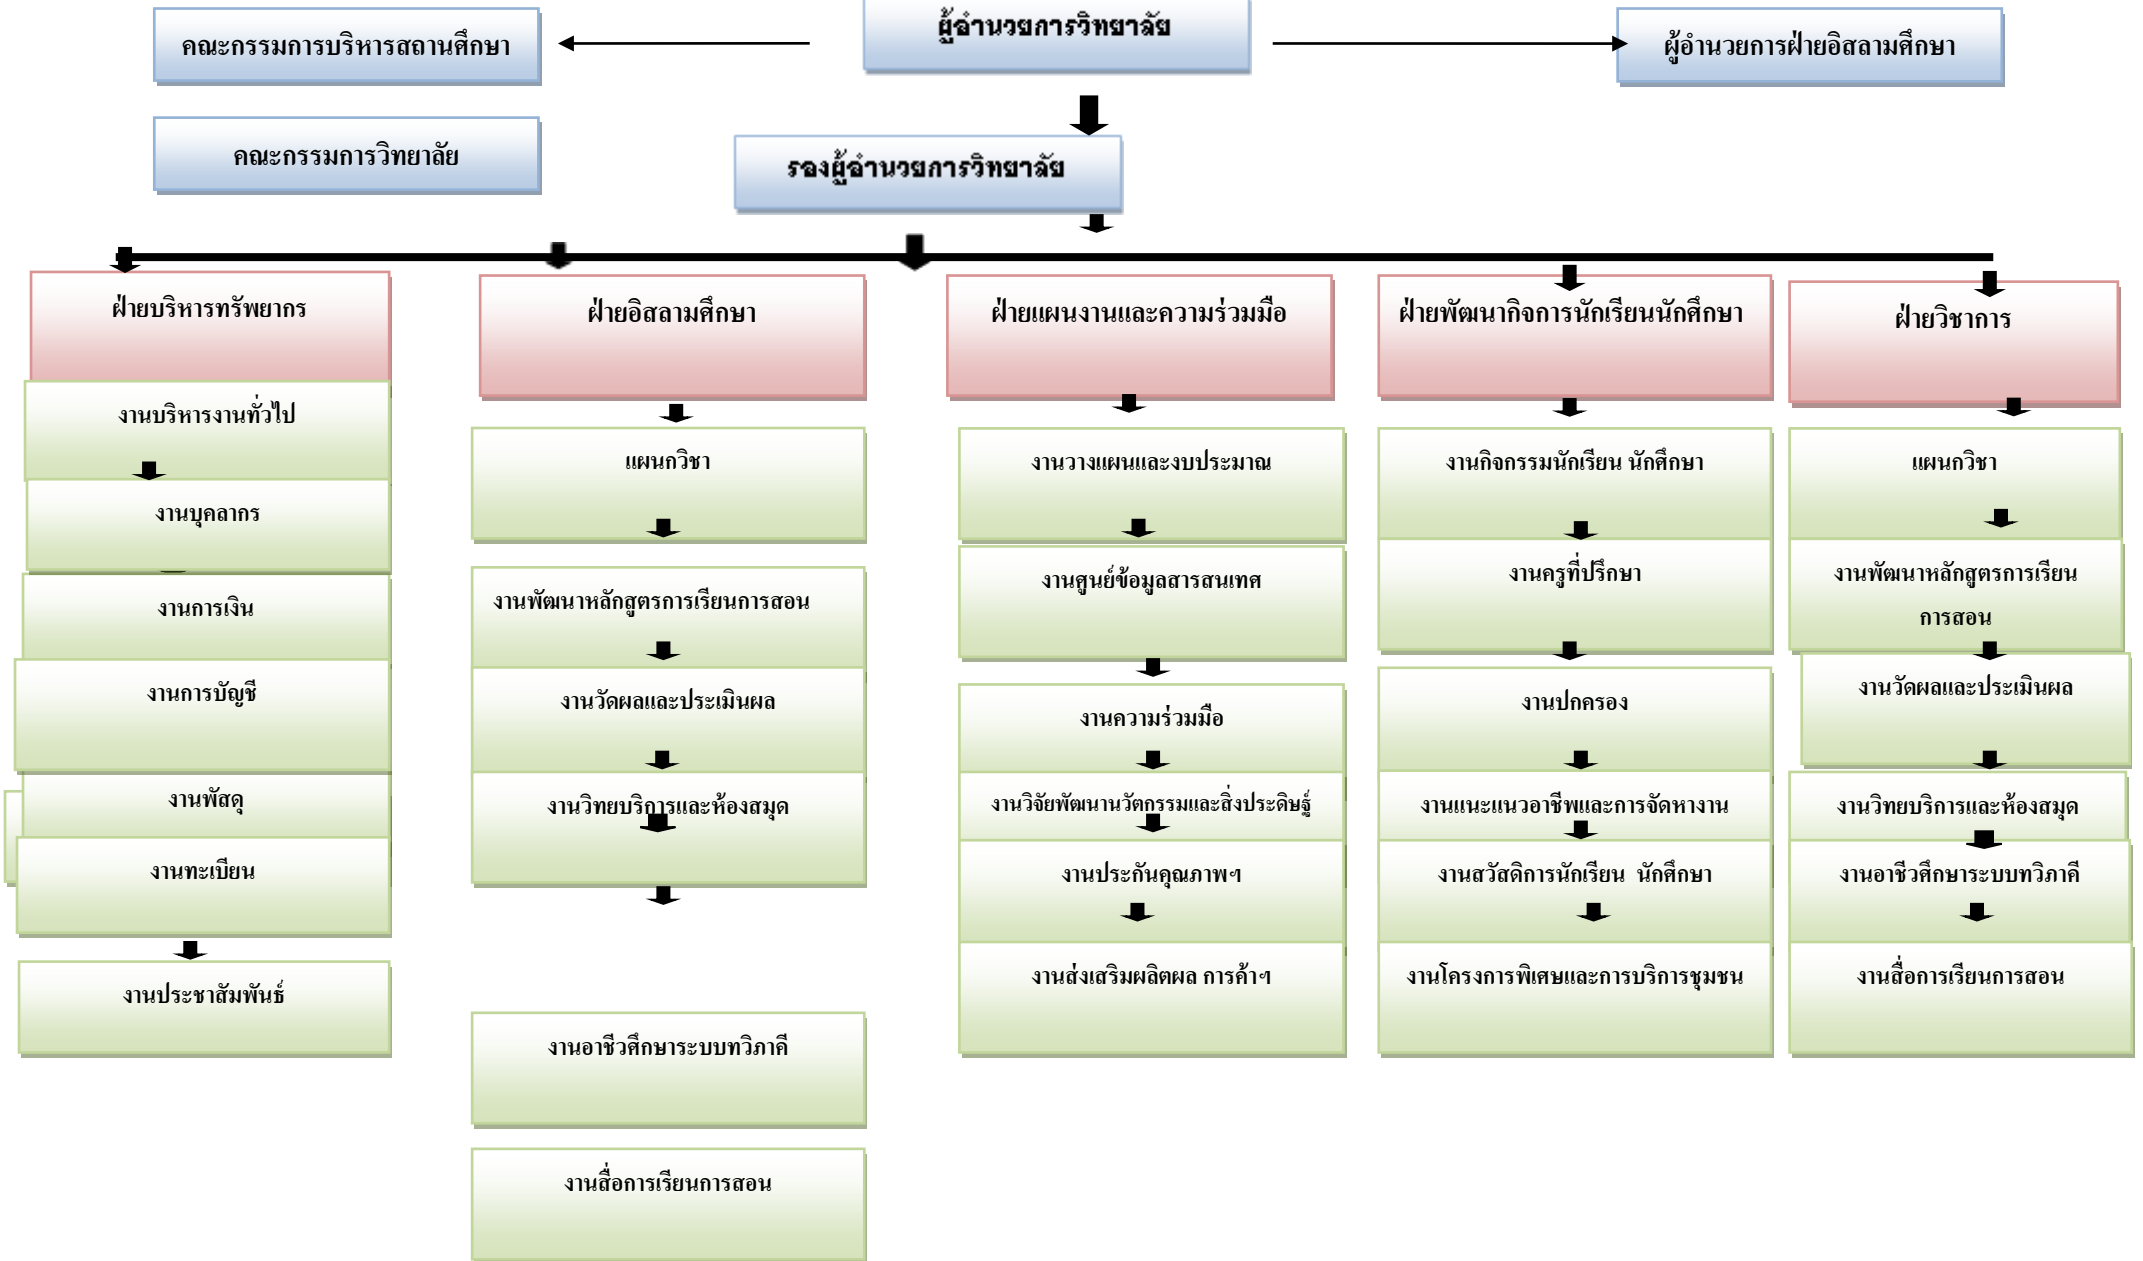 ผู้อำนวยการวิทยาลัย
คณะกรรมการบริหารสถานศึกษา
ผู้อำนวยการฝ่ายอิสลามศึกษา
คณะกรรมการวิทยาลัย
รองผู้อำนวยการวิทยาลัย
ฝ่ายบริหารทรัพยากร
งานบริหารงานทั่วไป
งานบุคลากร
งานการเงิน
งานการบัญชี
งานพัสดุ
งานทะเบียน
งานประชาสัมพันธ์
ฝ่ายอิสลามศึกษา
แผนกวิชา
งานพัฒนาหลักสูตรการเรียนการสอน
งานวัดผลและประเมินผล
งานวิทยบริการและห้องสมุด
งานอาชีวศึกษาระบบทวิภาคี
งานสื่อการเรียนการสอน
ฝ่ายแผนงานและความร่วมมือ
งานวางแผนและงบประมาณ
งานศูนย์ข้อมูลสารสนเทศ
งานความร่วมมือ
งานวิจัยพัฒนานวัตกรรมและสิ่งประดิษฐ์
งานประกันคุณภาพฯ
งานส่งเสริมผลิตผล การค้าฯ
ฝ่ายพัฒนากิจการนักเรียนนักศึกษา
งานกิจกรรมนักเรียน นักศึกษา
งานครูที่ปรึกษา
งานปกครอง
งานแนะแนวอาชีพและการจัดหางาน
งานสวัสดิการนักเรียน นักศึกษา
งานโครงการพิเศษและการบริการชุมชน
ฝ่ายวิชาการ
แผนกวิชา
งานพัฒนาหลักสูตรการเรียน
การสอน
งานวัดผลและประเมินผล
งานวิทยบริการและห้องสมุด
งานอาชีวศึกษาระบบทวิภาคี
งานสื่อการเรียนการสอน